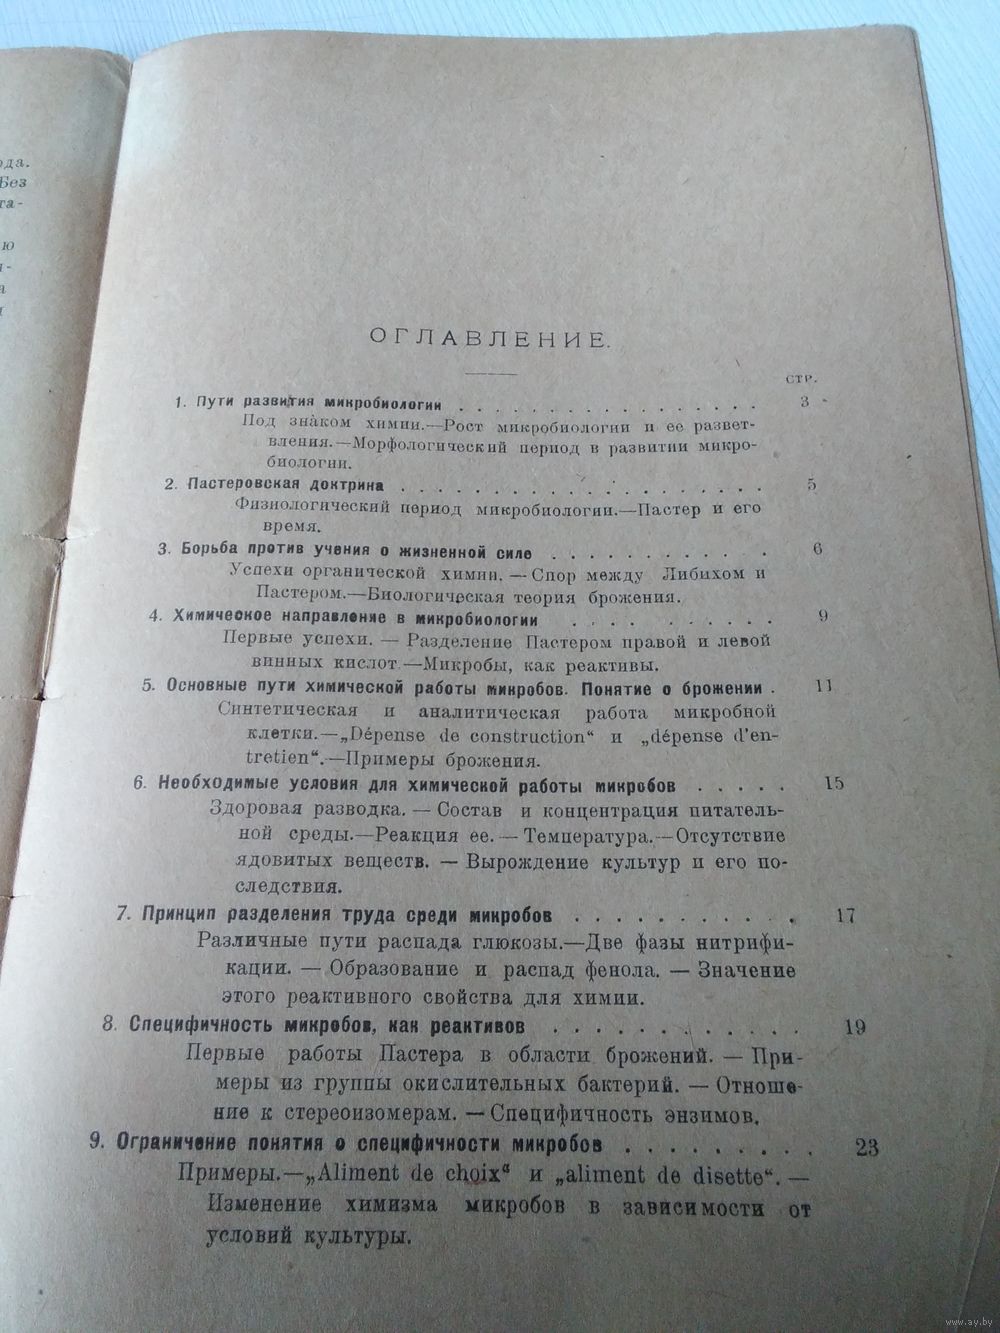 ода.
Без
та-
ю
а
ОГЛАВЛЕНИЕ.
СТР.
1. Пути развития микробиологии . . . . . . . . . . . . . . . . 3
Под знаком химии.—Рост микробиологии и ее развет-
вления.—Морфологический период в развитии микро-
биологии.
2. Пастеровская доктрина . . . . . . . . . . . . . . . . . . . 5
Физиологический период микробиологии.—Пастер и его
время.
3. Борьба против учения о жизненной силе . . . . . . . . . . . 6
Успехи органической химии. — Спор между Либихом и
Пастером.—Биологическая теория брожения.
4. Химическое направление в микробиологии . . . . . . . . . . 9
Первые успехи. — Разделение Пастером правой и левой
винных кислот.—Микробы, как реактивы.
5. Основные пути химической работы микробов. Понятие о брожении . 11
Синтетическая и аналитическая работа микробной
клетки.—„Dépense de construction“ и „dépense d'en-
tretien“.—Примеры брожения.
6. Необходимые условия для химической работы микробов . . . . . 15
Здоровая разводка. — Состав и концентрация питатель-
ной среды.—Реакция ее. — Температура.—Отсутствие
ядовитых веществ. — Вырождение культур и его по-
следствия.
7. Принцип разделения труда среди микробов . . . . . . . . . . . 17
Различные пути распада глюкозы.—Две фазы нитрифи-
кации. — Образование и распад фенола. — Значение
этого реактивного свойства для химии.
8. Специфичность микробов, как реактивов . . . . . . . . . . . . 19
Первые работы Пастера в области брожений. — При-
меры из группы окислительных бактерий. — Отноше-
ние к стереоизомерам. — Специфичность энзимов.
9. Ограничение понятия о специфичности микробов . . . . . . . . . 23
Примеры.—„Aliment de choix“ и „aliment de disette“. —
Изменение химизма микробов в зависимости от
условий культуры.
www.ay.by